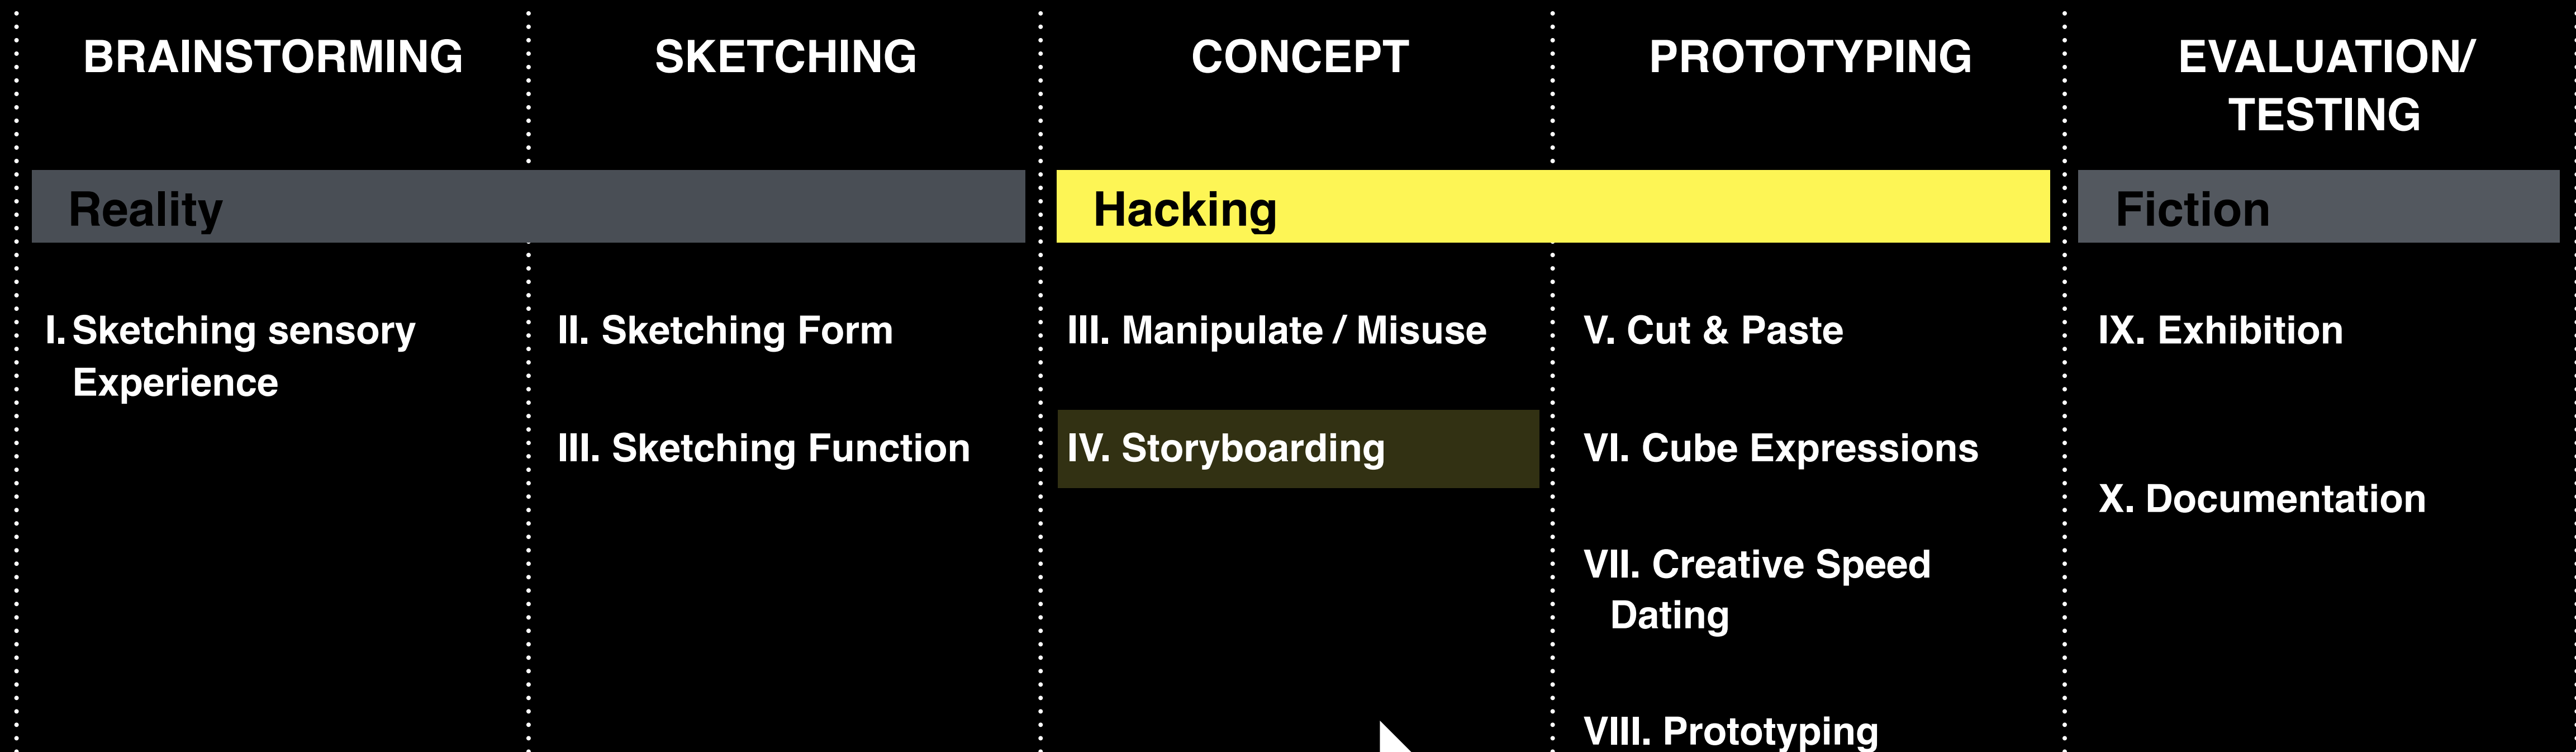 BRAINSTORMING
SKETCHING
CONCEPT
PROTOTYPING
EVALUATION/
TESTING
Reality
Hacking
Fiction
I. Sketching sensory
Experience
II. Sketching Form
III. Sketching Function
III. Manipulate / Misuse
IV. Storyboarding
V. Cut & Paste
VI. Cube Expressions
VII. Creative Speed
Dating
VIII. Prototyping
IX. Exhibition
X. Documentation